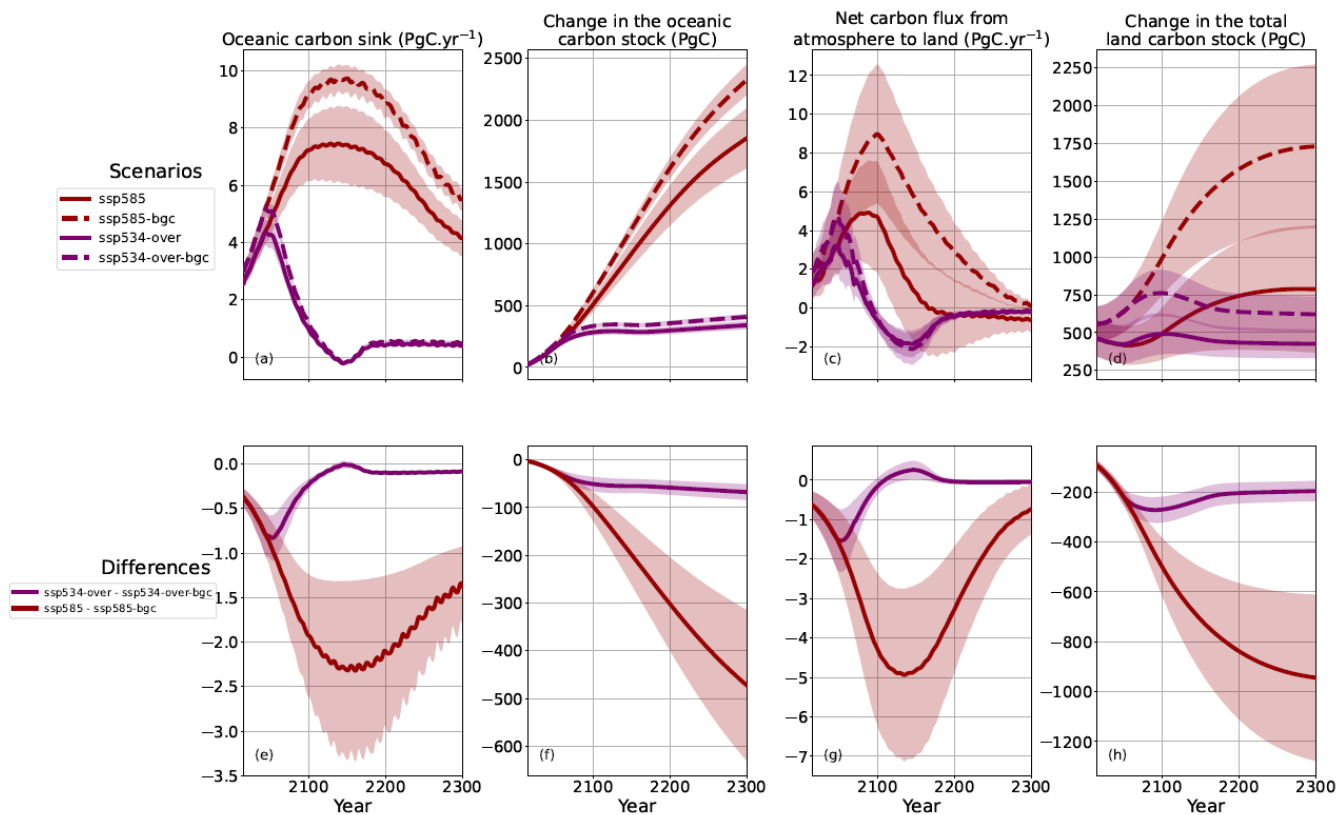 Oceanic carbon sink (PgC.yr⁻¹)
Change in the oceanic
carbon stock (PgC)
Net carbon flux from
atmosphere to land (PgC.yr⁻¹)
Change in the total
land carbon stock (PgC)
Scenarios
ssp585
ssp585-bgc
ssp534-over
ssp534-over-bgc
10
8
6
4
2
0
(a)
2500
2000
1500
1000
500
0
(b)
12
10
8
6
4
2
0
−2
(c)
2250
2000
1750
1500
1250
1000
750
500
250
(d)
Differences
ssp534-over - ssp534-over-bgc
ssp585 - ssp585-bgc
0.0
−0.5
−1.0
−1.5
−2.0
−2.5
−3.0
−3.5
(e)
2100 2200 2300
Year
0
−100
−200
−300
−400
−500
−600
(f)
2100 2200 2300
Year
0
−1
−2
−3
−4
−5
−6
−7
(g)
2100 2200 2300
Year
−200
−400
−600
−800
−1000
−1200
(h)
2100 2200 2300
Year